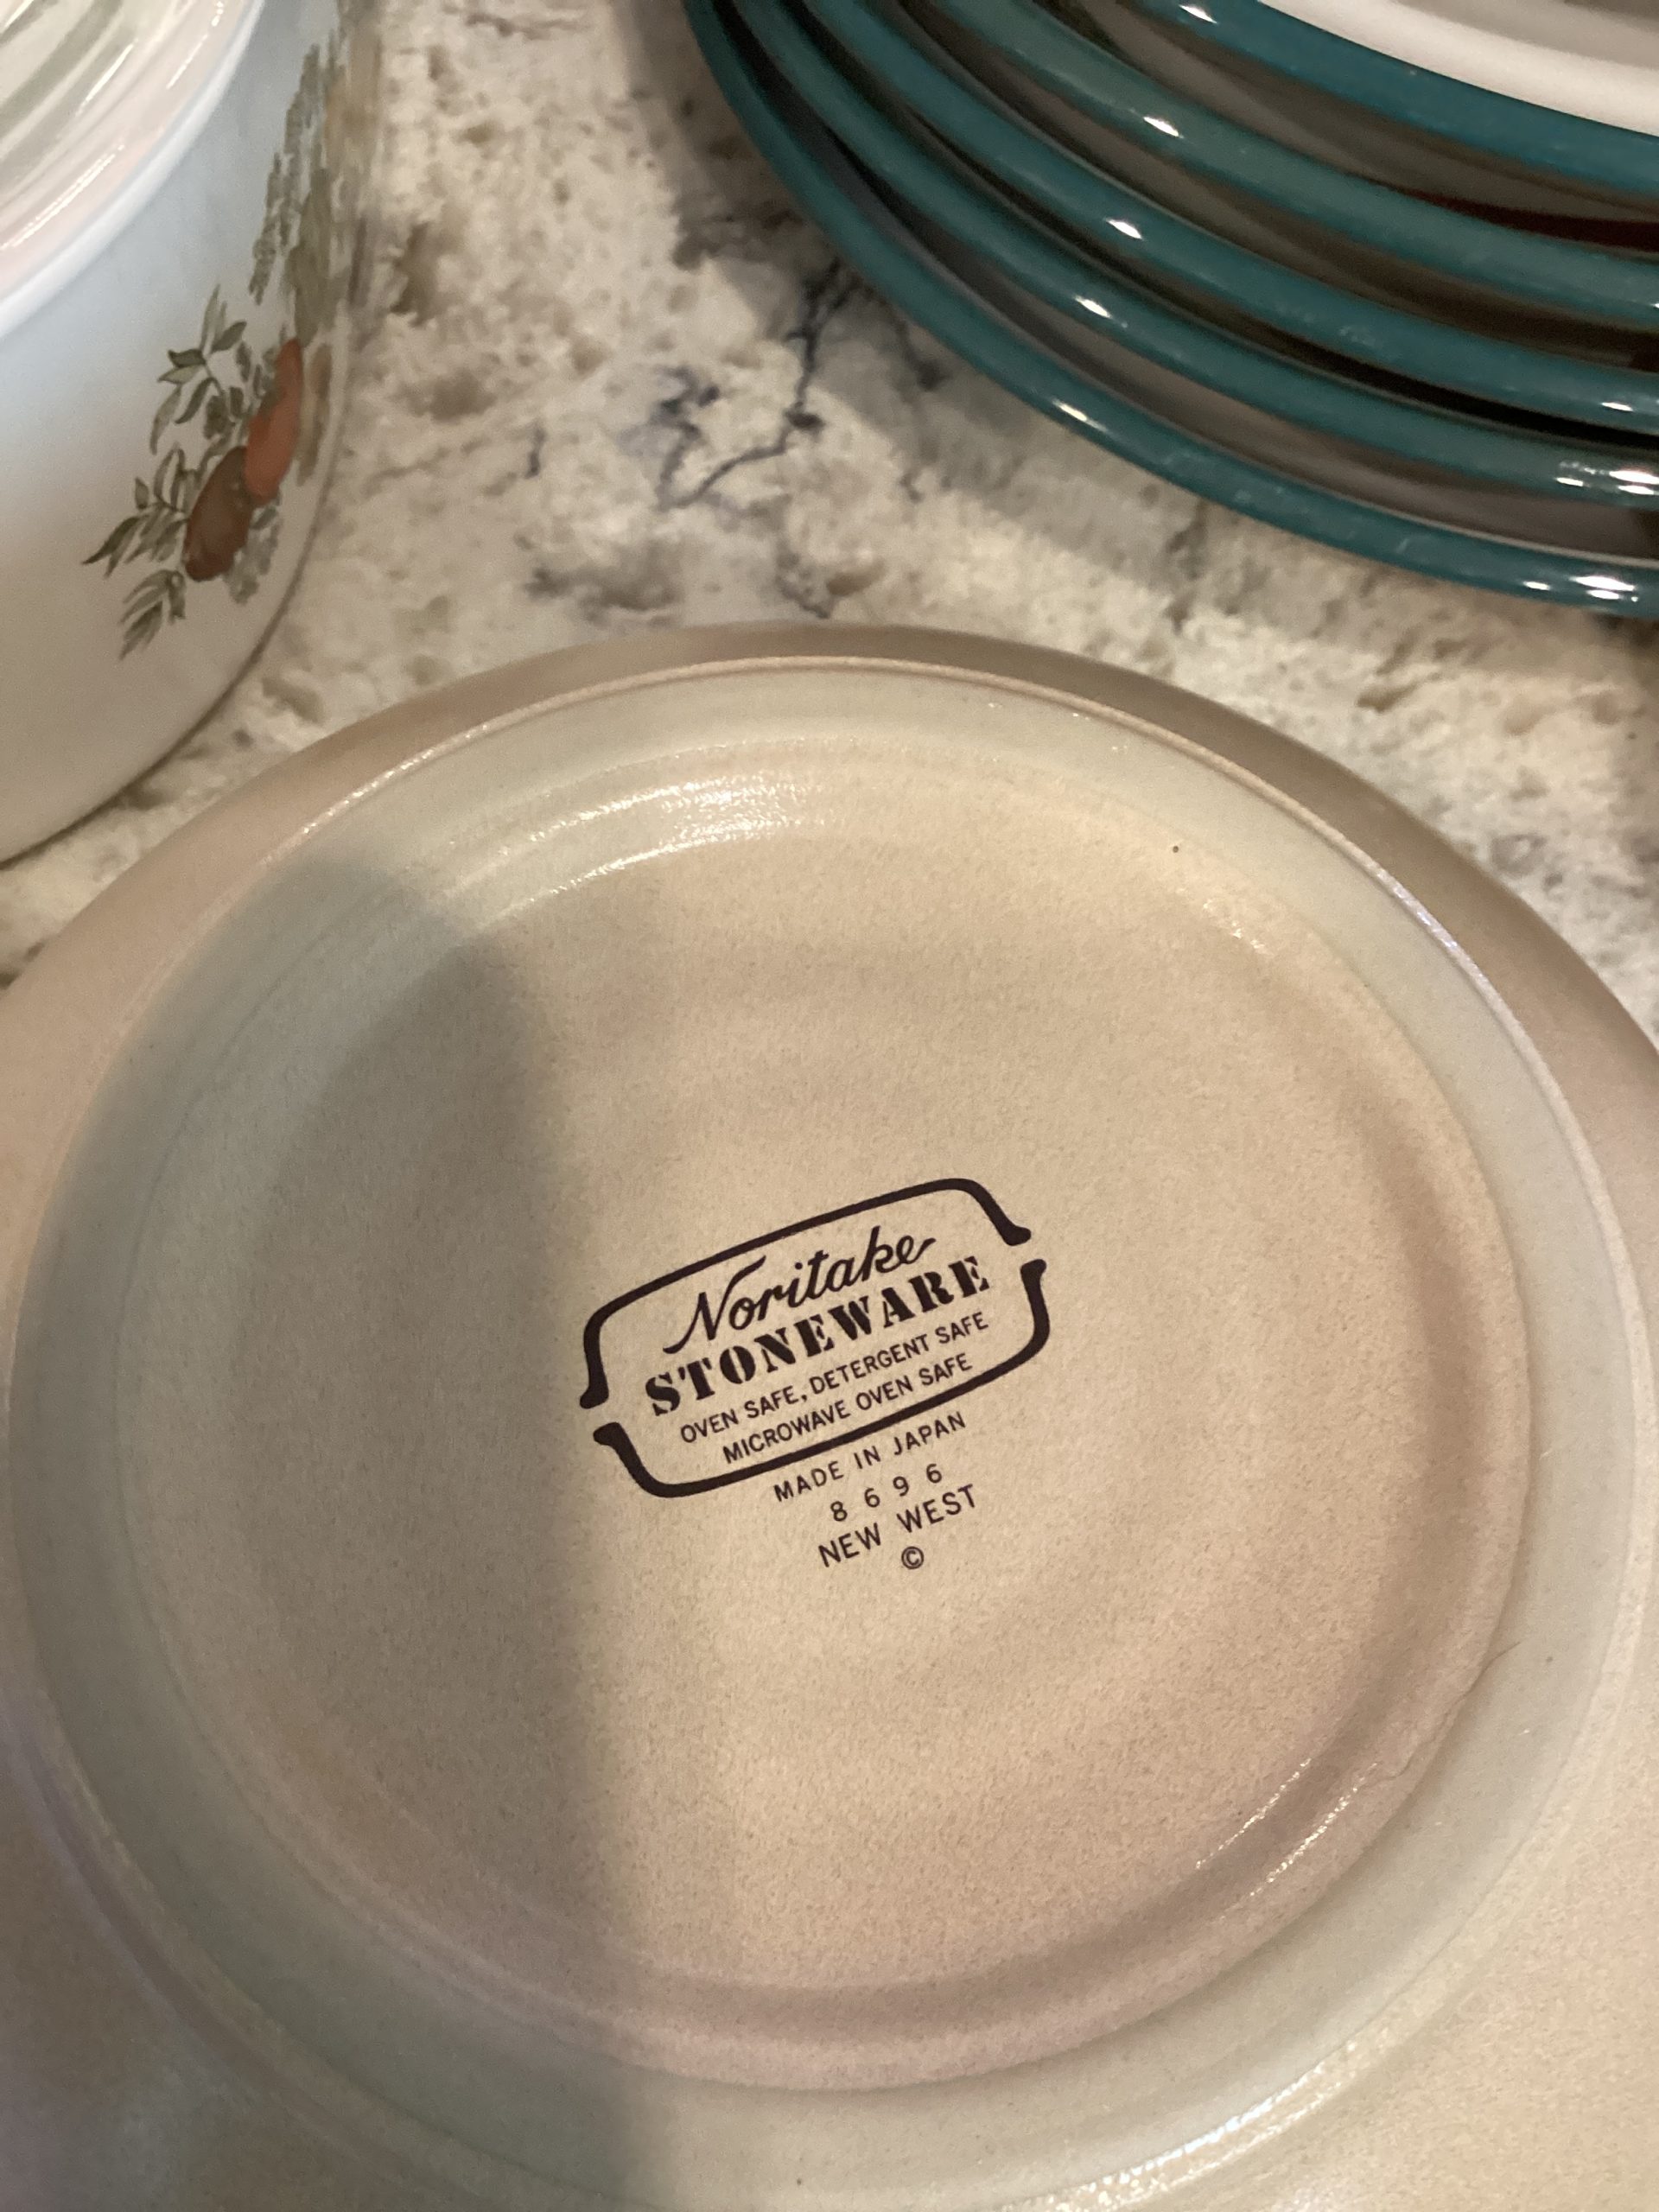 Noritake
STONEWARE
OVEN SAFE, DETERGENT SAFE
MICROWAVE OVEN SAFE
MADE IN JAPAN
8696
NEW WEST
©